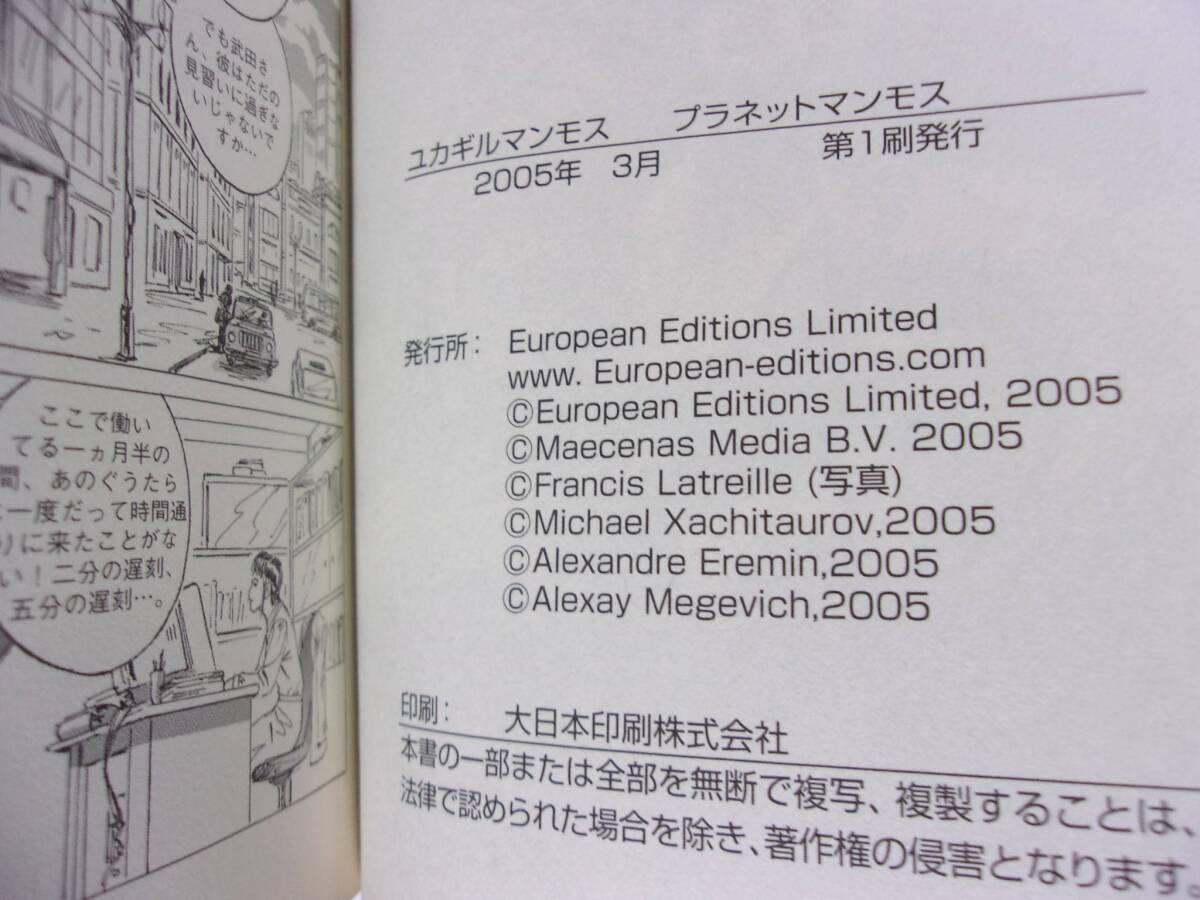 でも武田さ
ん、彼はただの
見習いに過ぎな
いじゃないで
すか…
ここで働い
てる一ヵ月半の
間、あのぐうたら
一度だって時間通
りに来たことがな
い！二分の遅刻、
五分の遅刻…。
ユカギルマンモス　プラネットマンモス
2005年　3月　第1刷発行
発行所： European Editions Limited
www. European-editions.com
©European Editions Limited, 2005
©Maecenas Media B.V. 2005
©Francis Latreille (写真)
©Michael Xachitaurov,2005
©Alexandre Eremin,2005
©Alexay Megevich,2005
印刷： 大日本印刷株式会社
本書の一部または全部を無断で複写、複製することは、
法律で認められた場合を除き、著作権の侵害となります。